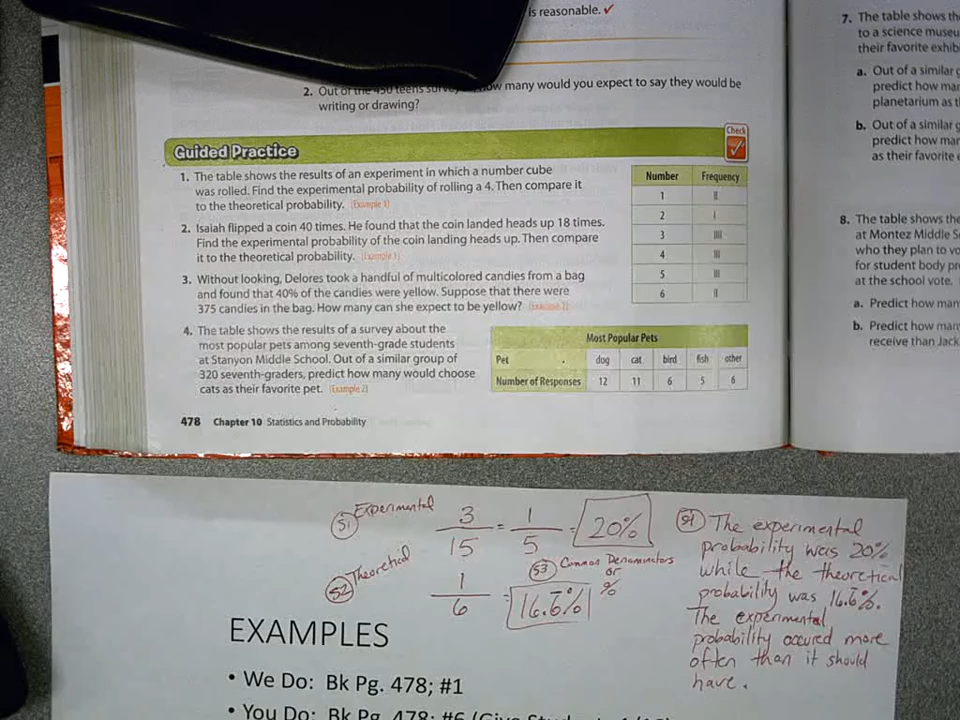 is reasonable. ✓
2. Out of the 450 teens how many would you expect to say they would be
writing or drawing?
Guided Practice
Check
1. The table shows the results of an experiment in which a number cube
was rolled. Find the experimental probability of rolling a 4. Then compare it
to the theoretical probability. (Example 1)
2. Isaiah flipped a coin 40 times. He found that the coin landed heads up 18 times.
Find the experimental probability of the coin landing heads up. Then compare
it to the theoretical probability. (Example 1)
3. Without looking, Delores took a handful of multicolored candies from a bag
and found that 40% of the candies were yellow. Suppose that there were
375 candies in the bag. How many can she expect to be yellow? (Example 2)
4. The table shows the results of a survey about the
most popular pets among seventh-grade students
at Stanyon Middle School. Out of a similar group of
320 seventh-graders, predict how many would choose
cats as their favorite pet. (Example 2)
Number Frequency
1 ||
2 |
3
4 |||
5 |||
6 ||
Most Popular Pets
Pet dog cat bird fish other
Number of Responses 12 11 6 5 6
478 Chapter 10 Statistics and Probability
7. The table shows the
to a science museu
their favorite exhib
a. Out of a similar g
predict how man
planetarium as t
b. Out of a similar g
predict how man
as their favorite e
8. The table shows the
at Montez Middle S
who they plan to vo
for student body pr
at the school vote.
a. Predict how man
b. Predict how man
receive than Jack
S1 Experimental 3/15 = 1/5 = 20%
S2 Theoretical 1/6 = 16.6̅%
S3 Common Denominators
or
%
S4 The experimental
probability was 20%
while the theoretical
probability was 16.6̅%.
The experimental
probability occured more
often than it should
have.
EXAMPLES
• We Do: Bk Pg. 478; #1
• You Do: Bk Pg. 478; #6